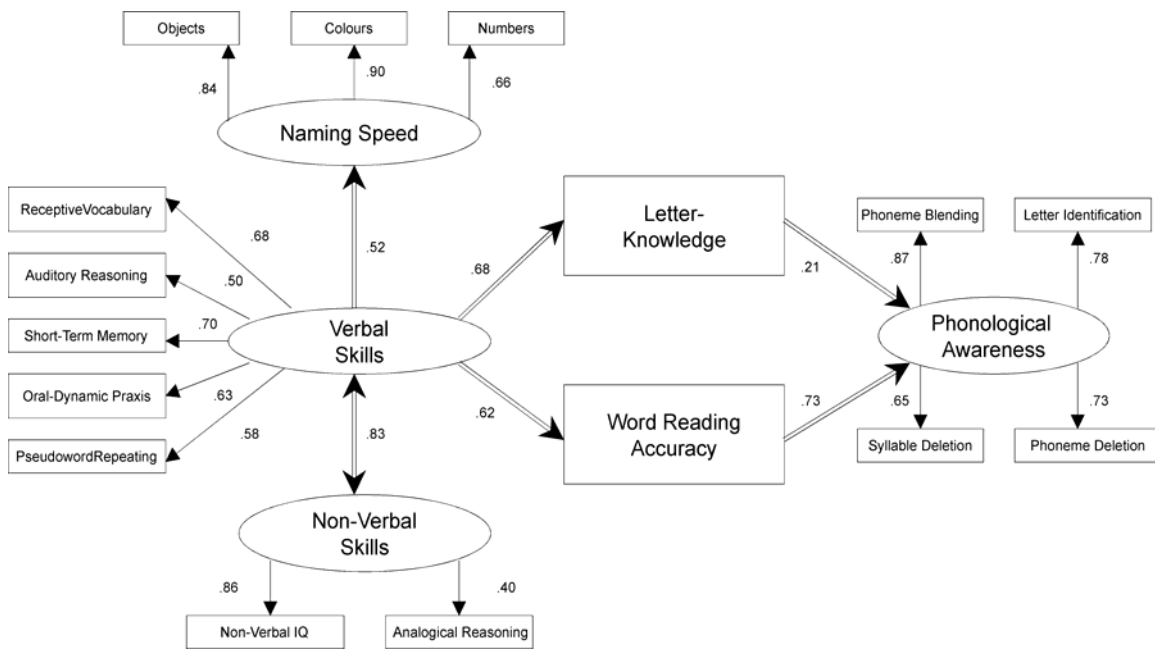 Objects
Colours
Numbers
.84
.90
.66
Naming Speed
ReceptiveVocabulary
.68
Auditory Reasoning
.50
Short-Term Memory
.70
Oral-Dynamic Praxis
.63
PseudowordRepeating
.58
.52
Verbal
Skills
.83
Non-Verbal
Skills
.86
.40
Non-Verbal IQ
Analogical Reasoning
.68
.62
Letter-
Knowledge
Word Reading
Accuracy
.21
.73
Phoneme Blending
Letter Identification
.87
.78
Phonological
Awareness
.65
.73
Syllable Deletion
Phoneme Deletion